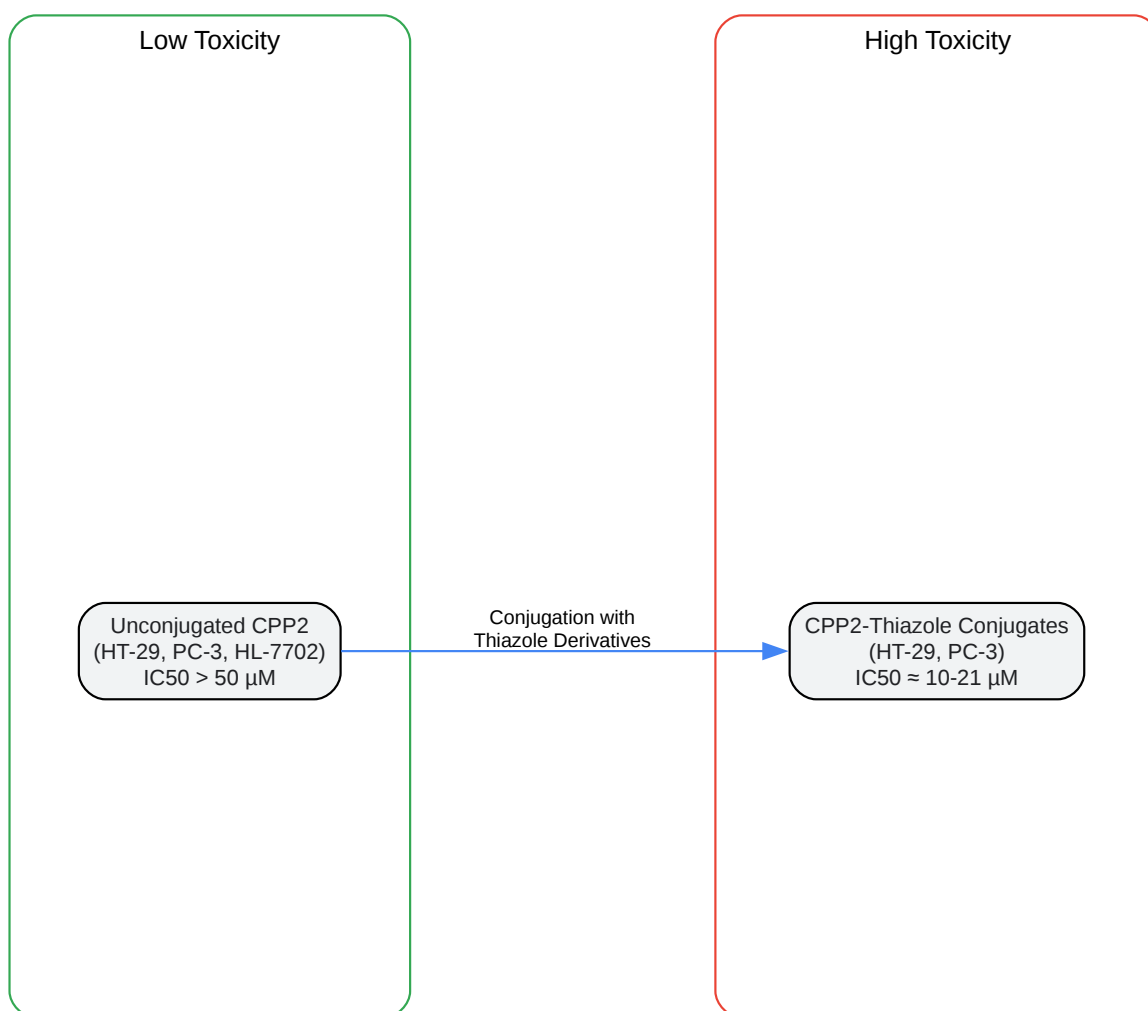 Low Toxicity
High Toxicity
Unconjugated CPP2
(HT-29, PC-3, HL-7702)
IC50 > 50 μM
Conjugation with
Thiazole Derivatives
CPP2-Thiazole Conjugates
(HT-29, PC-3)
IC50 ≈ 10-21 μM